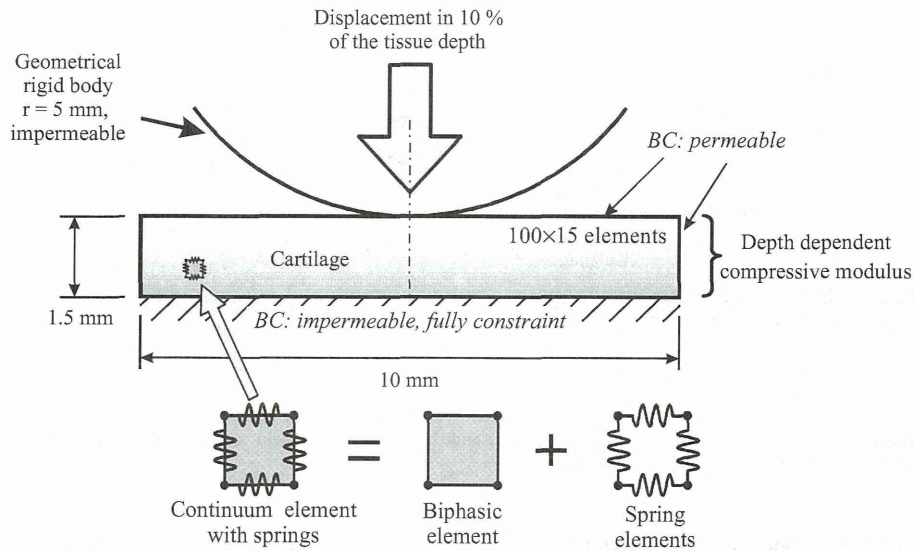 Displacement in 10 %
of the tissue depth
Geometrical
rigid body
r = 5 mm,
impermeable
BC: permeable
100×15 elements
Cartilage
Depth dependent
compressive modulus
1.5 mm
BC: impermeable, fully constraint
10 mm
=
+
Continuum element
with springs
Biphasic
element
Spring
elements